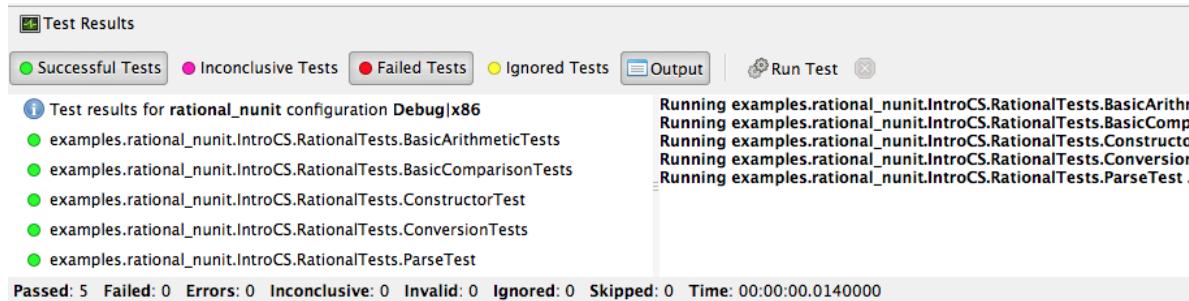 Test Results
Successful Tests Inconclusive Tests Failed Tests Ignored Tests Output Run Test
Test results for rational_nunit configuration Debug|x86
examples.rational_nunit.IntroCS.RationalTests.BasicArithmeticTests
examples.rational_nunit.IntroCS.RationalTests.BasicComparisonTests
examples.rational_nunit.IntroCS.RationalTests.ConstructorTest
examples.rational_nunit.IntroCS.RationalTests.ConversionTests
examples.rational_nunit.IntroCS.RationalTests.ParseTest
Running examples.rational_nunit.IntroCS.RationalTests.BasicArithm
Running examples.rational_nunit.IntroCS.RationalTests.BasicComp
Running examples.rational_nunit.IntroCS.RationalTests.Constructo
Running examples.rational_nunit.IntroCS.RationalTests.Conversion
Running examples.rational_nunit.IntroCS.RationalTests.ParseTest .
Passed: 5 Failed: 0 Errors: 0 Inconclusive: 0 Invalid: 0 Ignored: 0 Skipped: 0 Time: 00:00:00.0140000